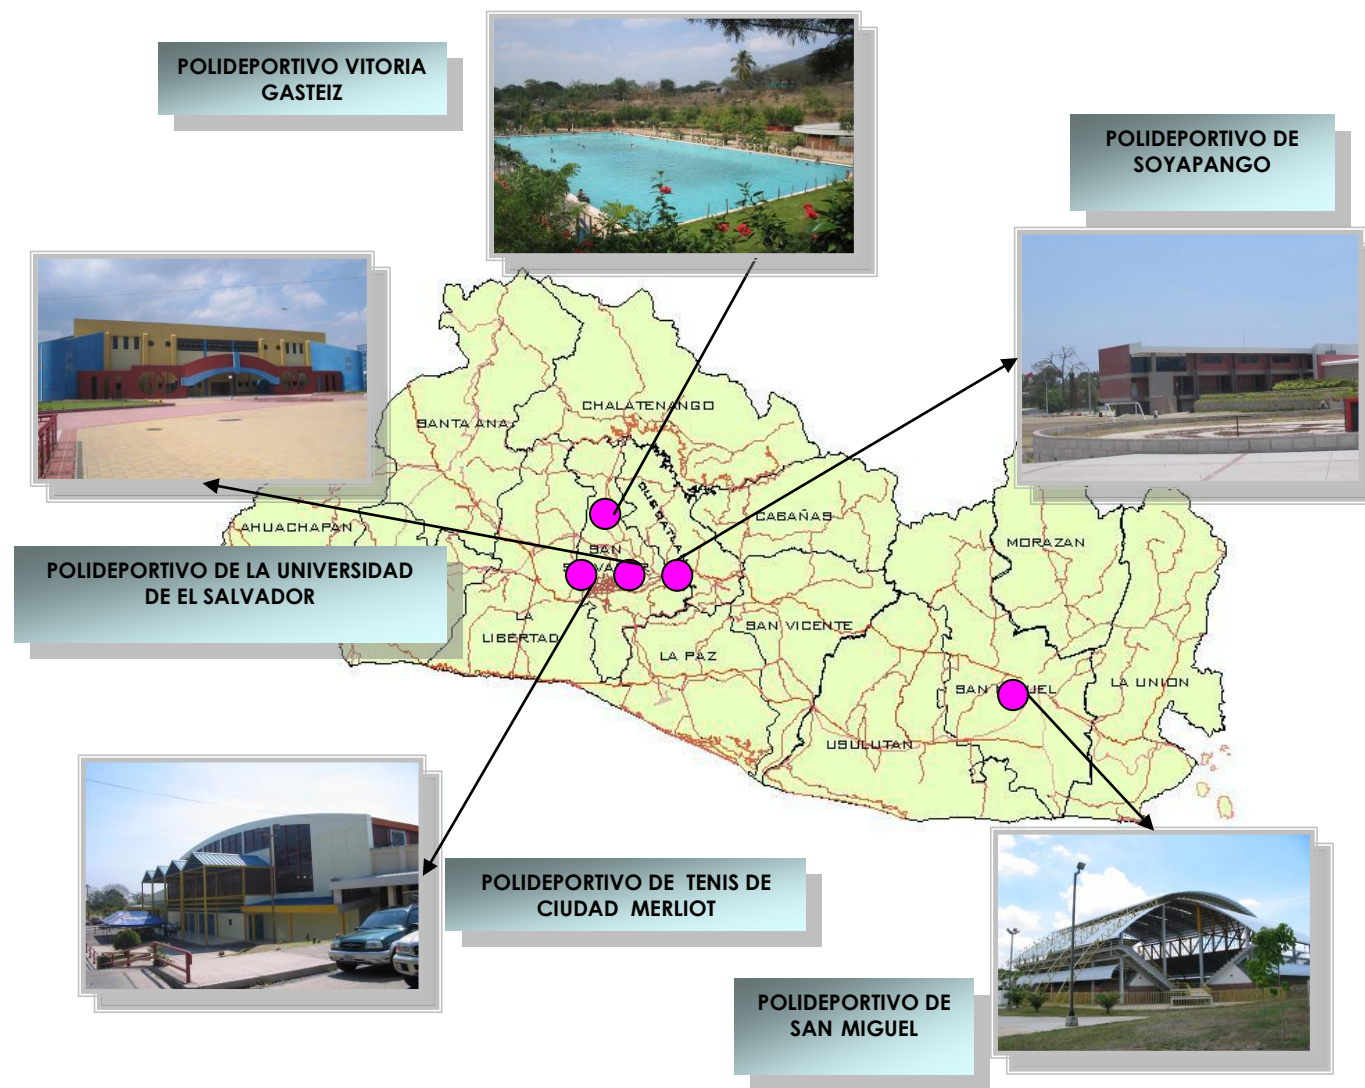 POLIDEPORTIVO VITORIA
GASTEIZ
POLIDEPORTIVO DE
SOYAPANGO
CHALATENANGO
SANTA ANA
CABAÑAS
AHUACHAPAN
MORAZAN
SAN
POLIDEPORTIVO DE LA UNIVERSIDAD
DE EL SALVADOR
LA
LIBERTAD
SAN VICENTE
LA PAZ
LA UNION
SAN
USULUTAN
POLIDEPORTIVO DE TENIS DE
CIUDAD MERLIOT
POLIDEPORTIVO DE
SAN MIGUEL